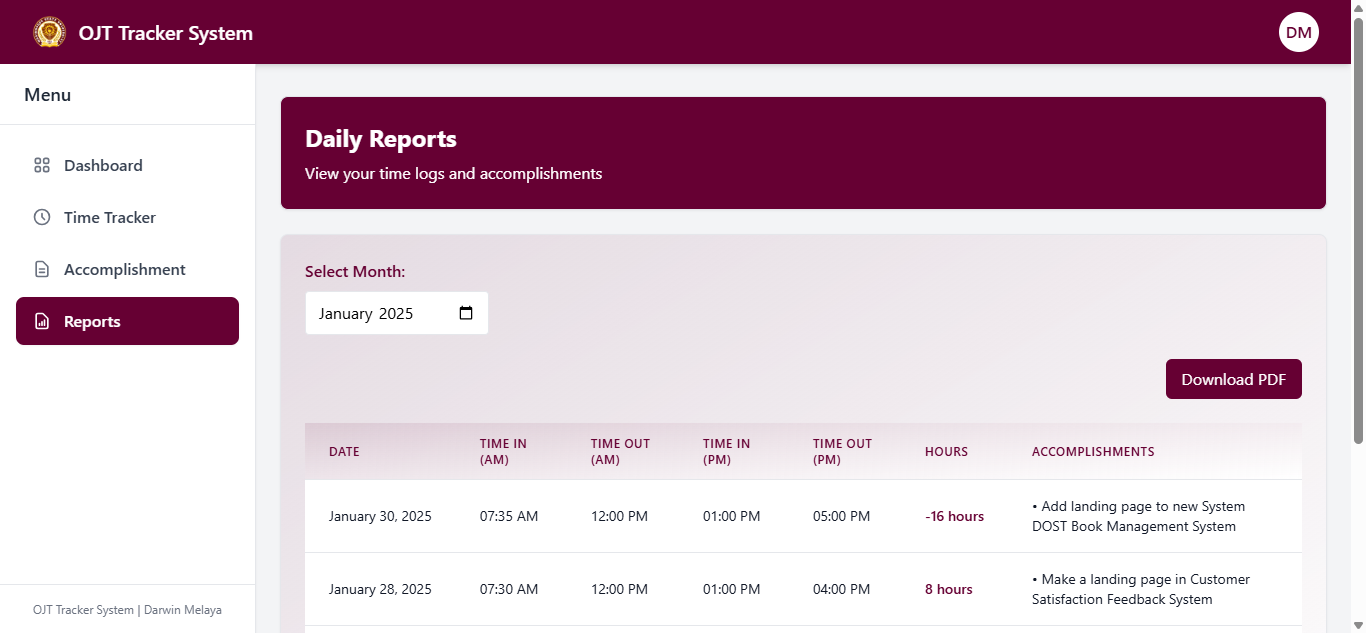 OJT Tracker System
DM
Menu
Dashboard
Time Tracker
Accomplishment
Reports
OJT Tracker System | Darwin Melaya
Daily Reports
View your time logs and accomplishments
Select Month:
January 2025
Download PDF
DATE
TIME IN
(AM)
TIME OUT
(AM)
TIME IN
(PM)
TIME OUT
(PM)
HOURS
ACCOMPLISHMENTS
January 30, 2025
07:35 AM
12:00 PM
01:00 PM
05:00 PM
-16 hours
• Add landing page to new System
DOST Book Management System
January 28, 2025
07:30 AM
12:00 PM
01:00 PM
04:00 PM
8 hours
• Make a landing page in Customer
Satisfaction Feedback System